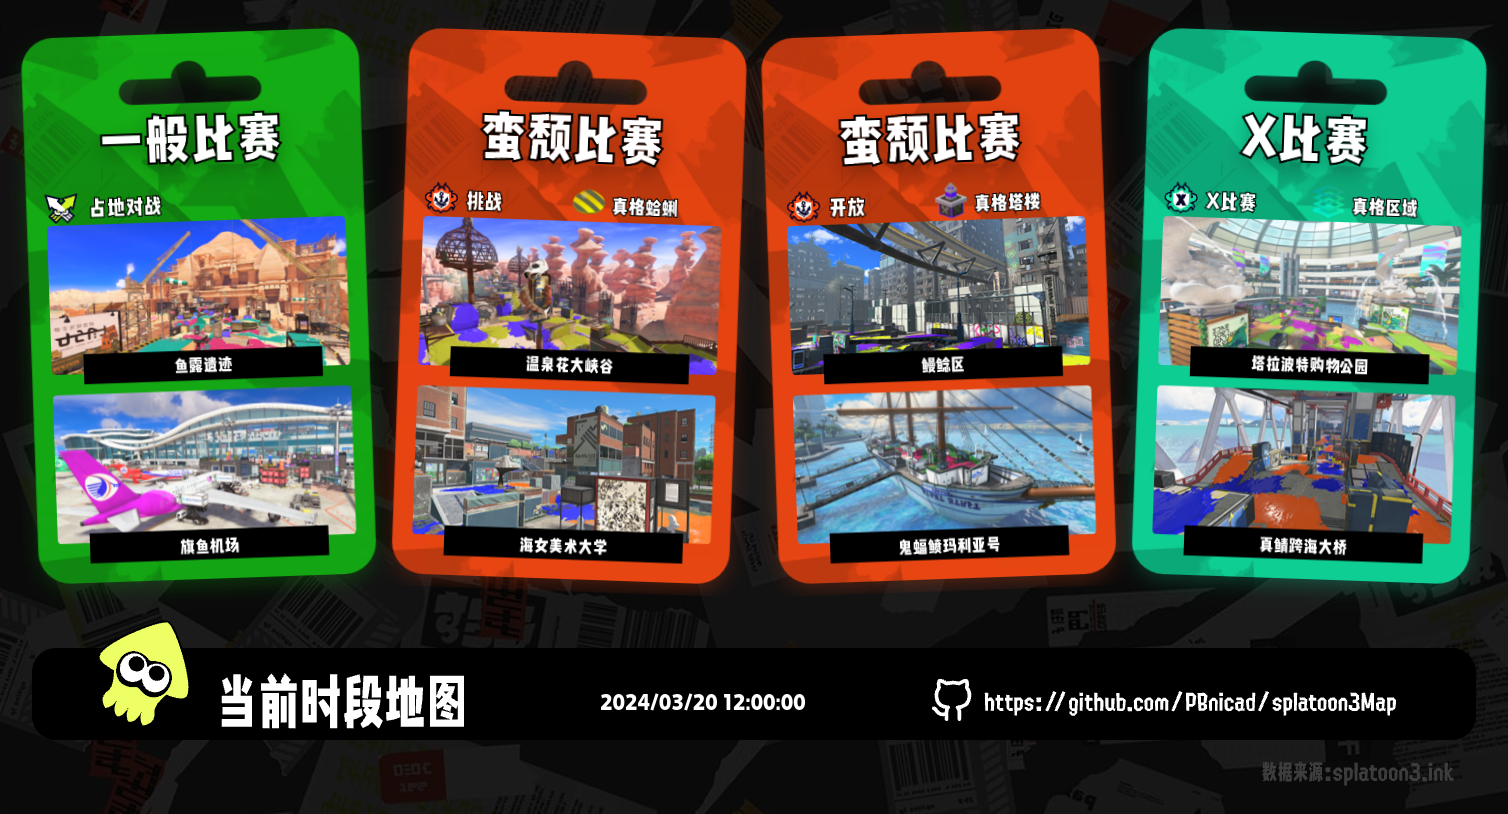 一般比赛
占地对战
鱼露遗迹
旗鱼机场
蛮颓比赛
挑战
真格蛤蜊
温泉花大峡谷
海女美术大学
蛮颓比赛
开放
真格塔楼
鳗鲶区
鬼蝠鲼玛利亚号
X比赛
X比赛
真格区域
塔拉波特购物公园
真鲭跨海大桥
当前时段地图
2024/03/20 12:00:00
https://github.com/PBnicad/splatoon3Map
数据来源:splatoon3.ink